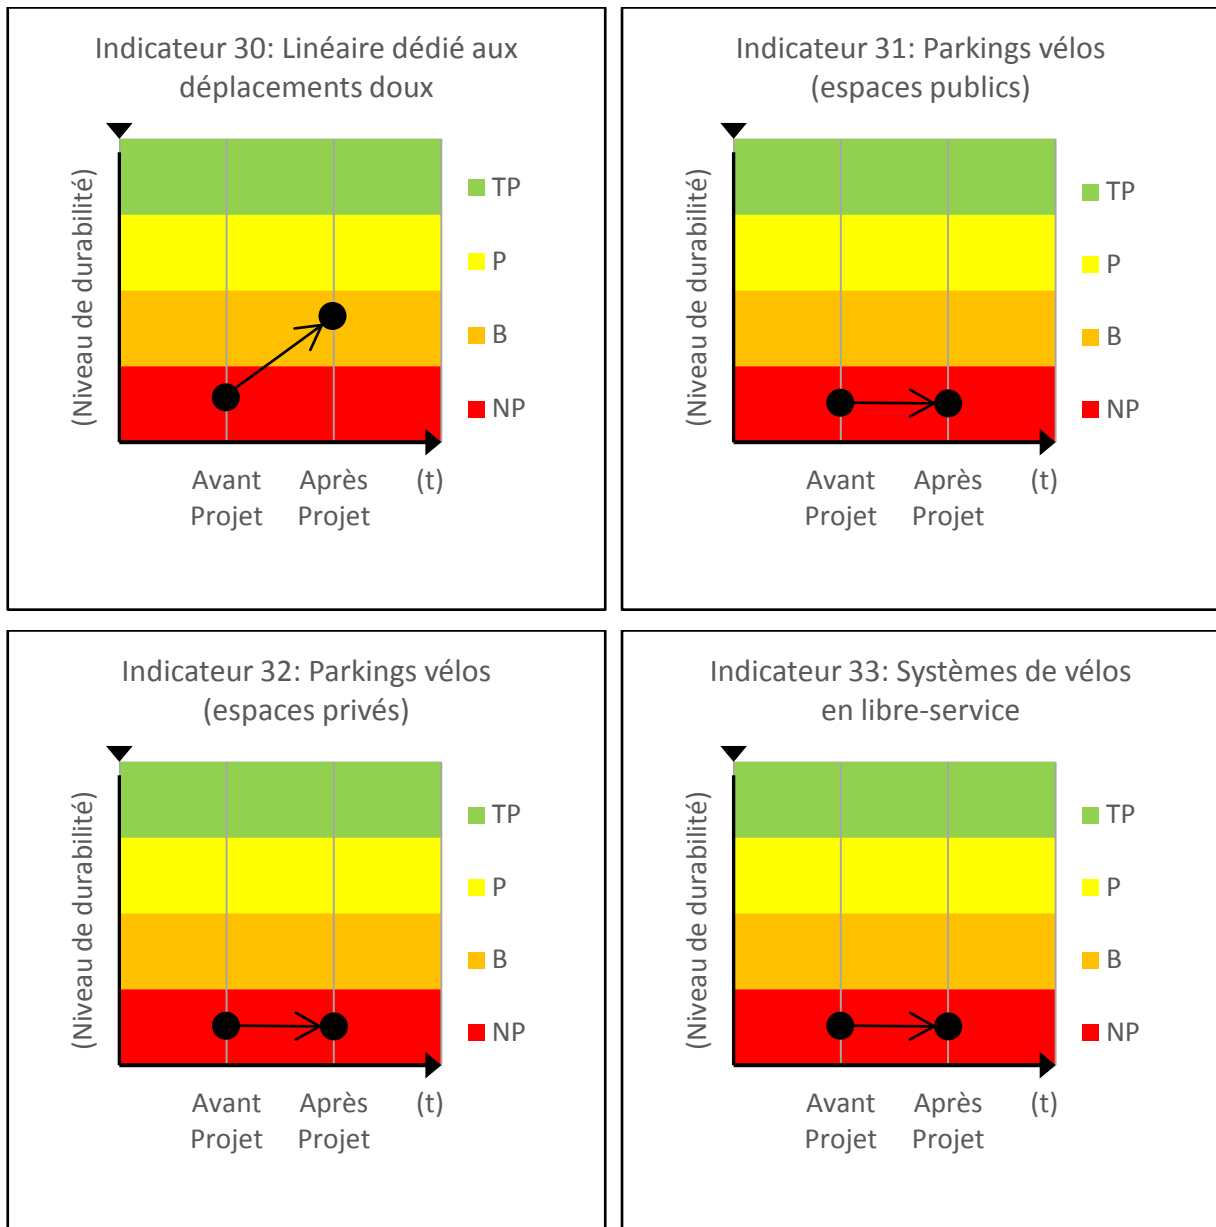 Indicateur 30: Linéaire dédié aux
déplacements doux
(Niveau de durabilité)
TP
P
B
NP
Avant
Projet
Après
Projet
(t)
Indicateur 31: Parkings vélos
(espaces publics)
(Niveau de durabilité)
TP
P
B
NP
Avant
Projet
Après
Projet
(t)
Indicateur 32: Parkings vélos
(espaces privés)
(Niveau de durabilité)
TP
P
B
NP
Avant
Projet
Après
Projet
(t)
Indicateur 33: Systèmes de vélos
en libre-service
(Niveau de durabilité)
TP
P
B
NP
Avant
Projet
Après
Projet
(t)